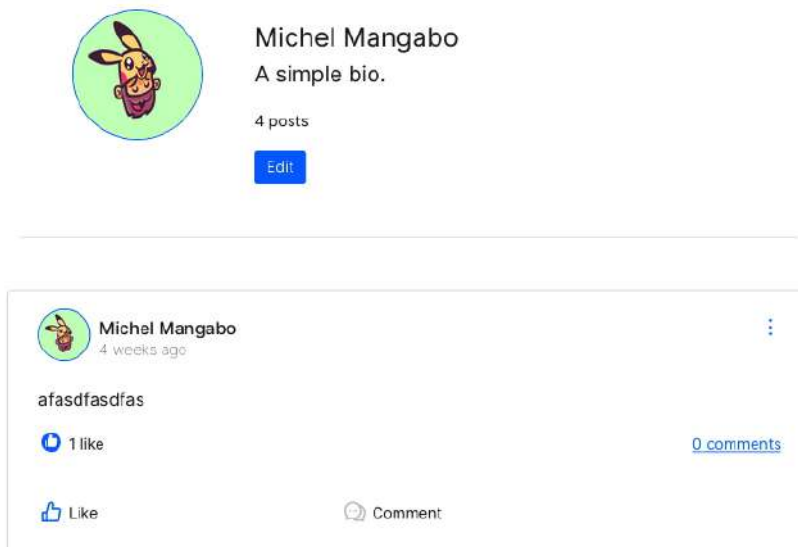 Michel Mangabo
A simple bio.
4 posts
Edit
Michel Mangabo
4 weeks ago
afasdfasdfas
1 like
0 comments
Like
Comment